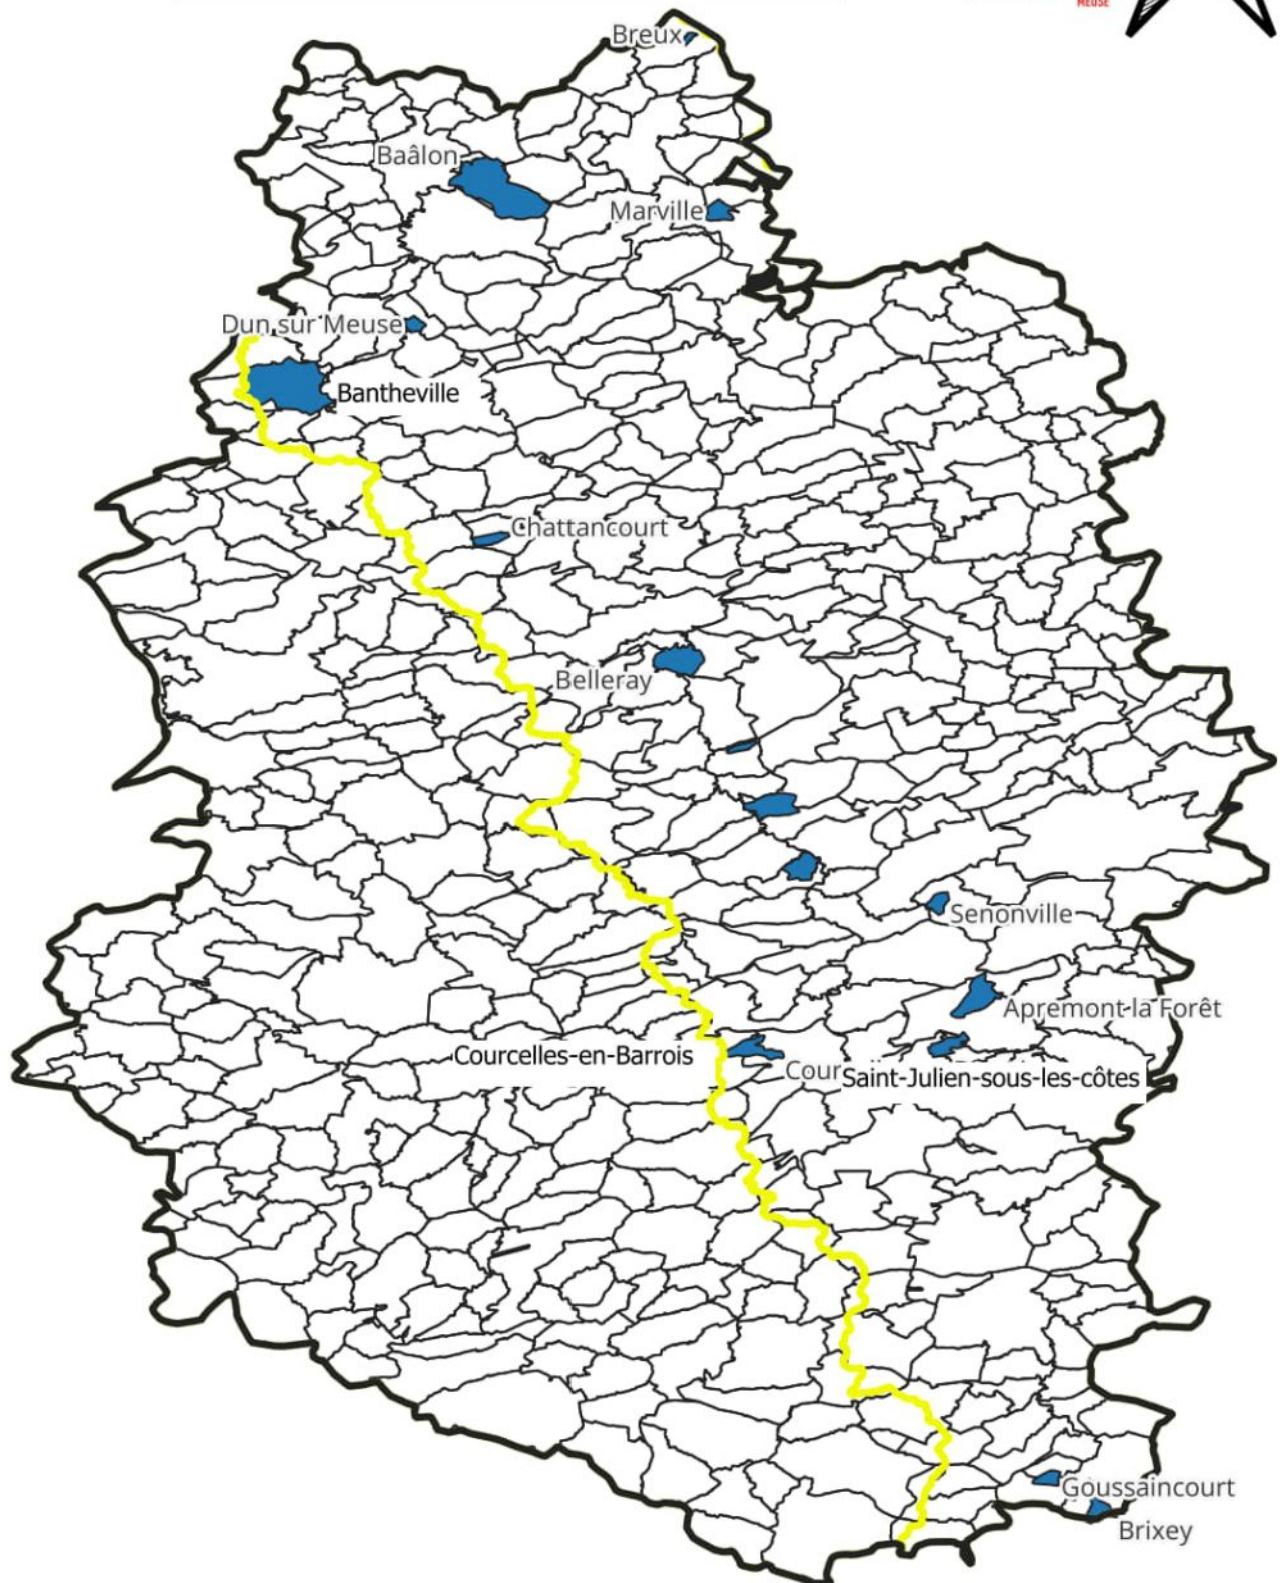 MEUSE
Breux
Baâlon
Marville
Dun sur Meuse
Bantheville
Chattancourt
Belleray
Senonville
Apremont-la Forêt
Courcelles-en-Barrois
Cour
Saint-Julien-sous-les-côtes
Goussaincourt
Brixey